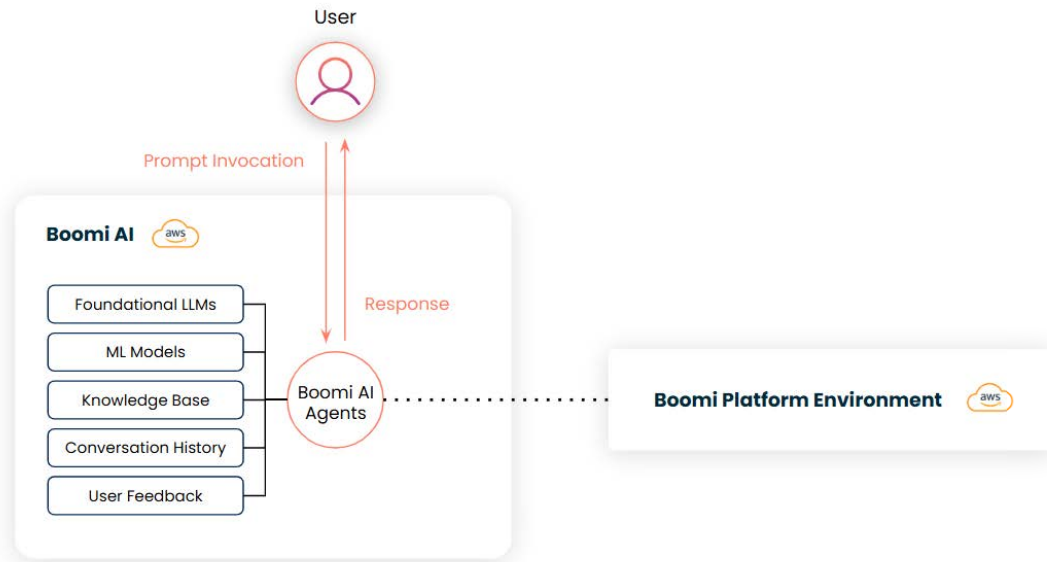 User
Prompt Invocation
Boomi AI aws
Foundational LLMs
Response
ML Models
Knowledge Base
Boomi AI
Agents
Boomi Platform Environment aws
Conversation History
User Feedback